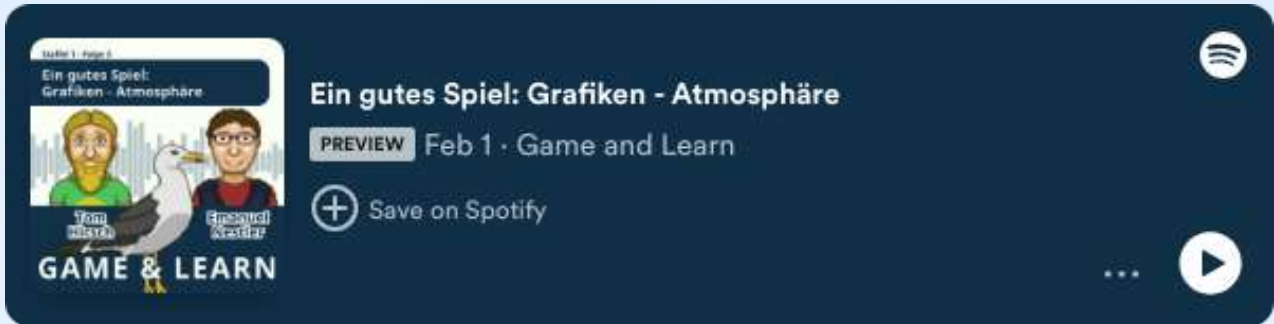 Staffel 1 - Folge 3
Ein gutes Spiel:
Grafiken - Atmosphäre
Tom
Hirsch
Emanuel
Nestler
GAME & LEARN
Ein gutes Spiel: Grafiken - Atmosphäre
PREVIEW Feb 1 · Game and Learn
Save on Spotify